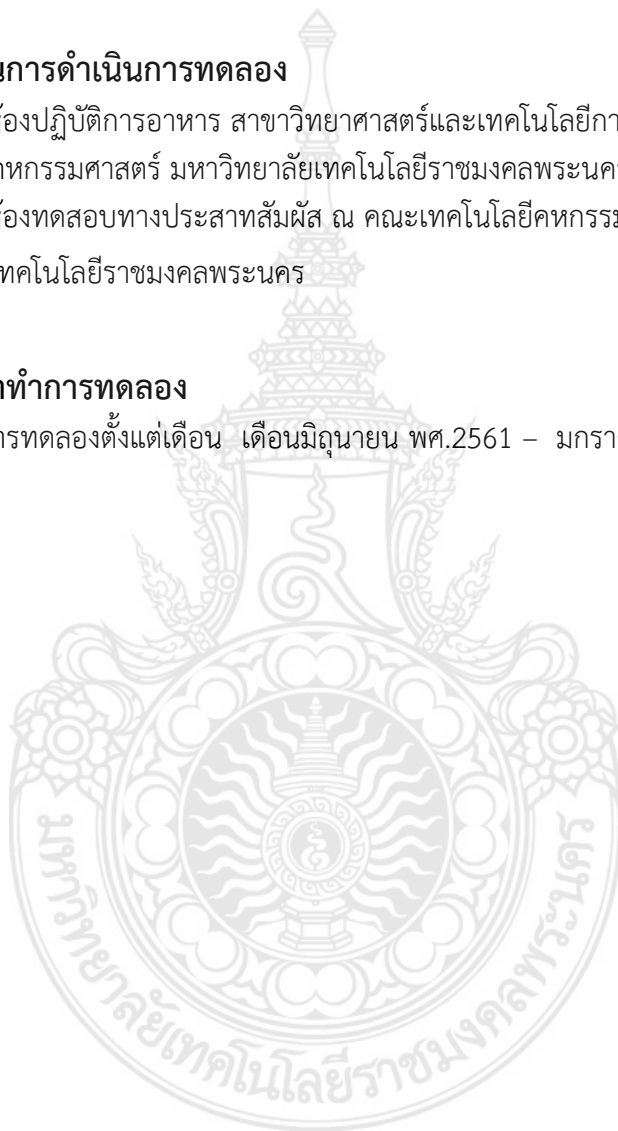 นการดำเนินการทดลอง
้องปฏิบัติการอาหาร สาขาวิทยาศาสตร์และเทคโนโลยีกา
คหกรรมศาสตร์ มหาวิทยาลัยเทคโนโลยีราชมงคลพระนคร
้องทดสอบทางประสาทสัมผัส ณ คณะเทคโนโลยีคหกรรม
ทคโนโลยีราชมงคลพระนคร
าทำการทดลอง
ารทดลองตั้งแต่เดือน เดือนมิถุนายน พศ.2561 – มกรา
มหาวิทยาลัยเทคโนโลยีราชมงคลพระนคร